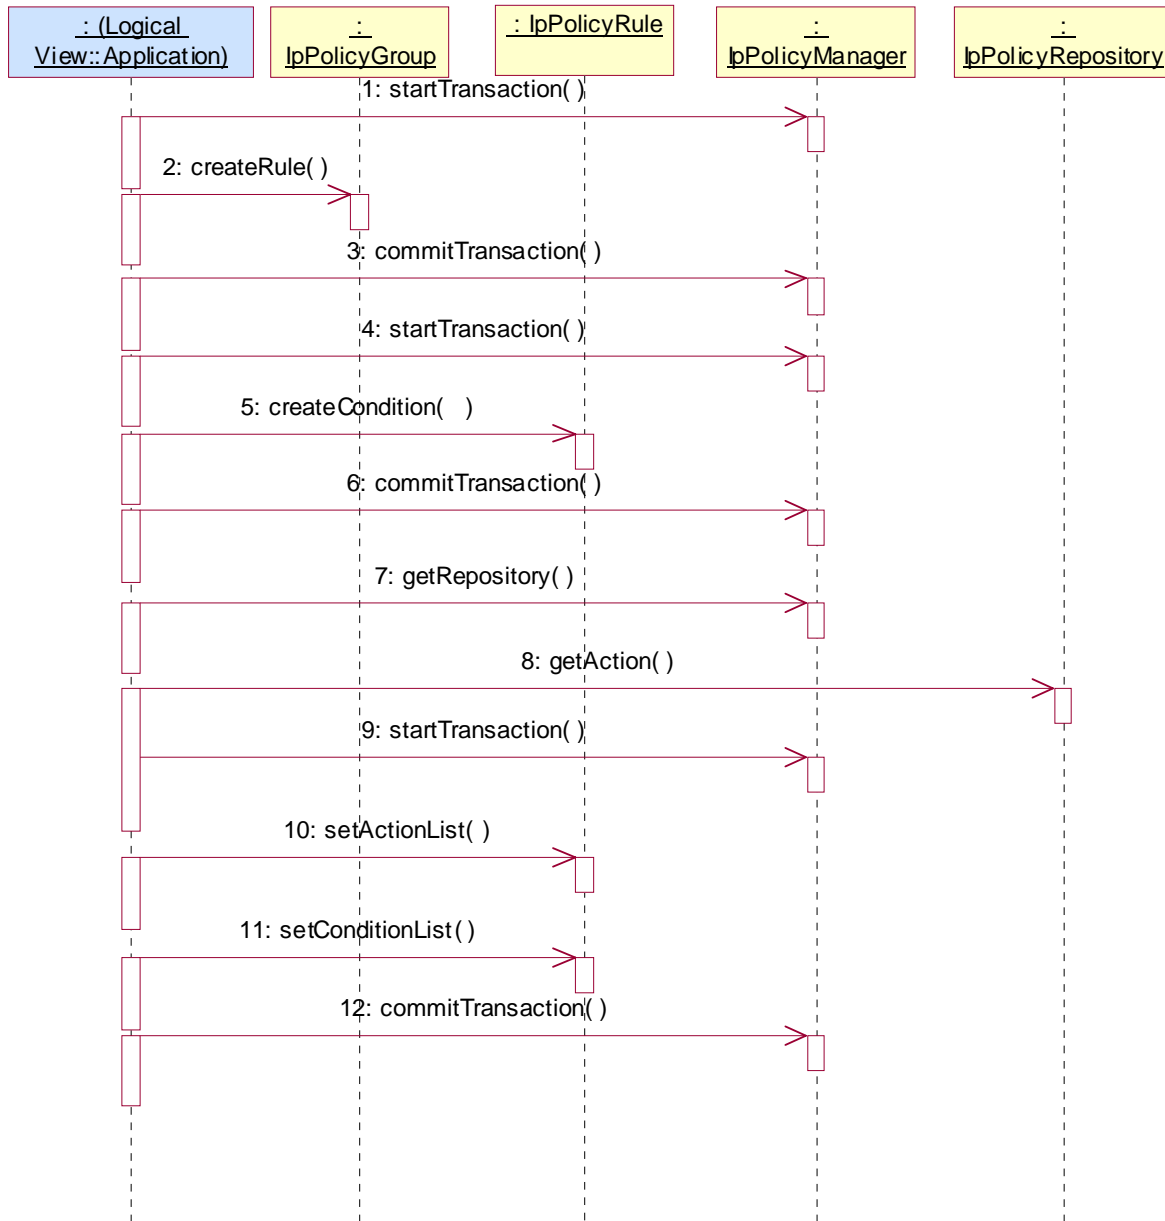 : (Logical
View::Application)
:
IpPolicyGroup
: IpPolicyRule
:
IpPolicyManager
:
IpPolicyRepository
1: startTransaction( )
2: createRule( )
3: commitTransaction( )
4: startTransaction( )
5: createCondition(   )
6: commitTransaction( )
7: getRepository( )
8: getAction( )
9: startTransaction( )
10: setActionList( )
11: setConditionList( )
12: commitTransaction( )